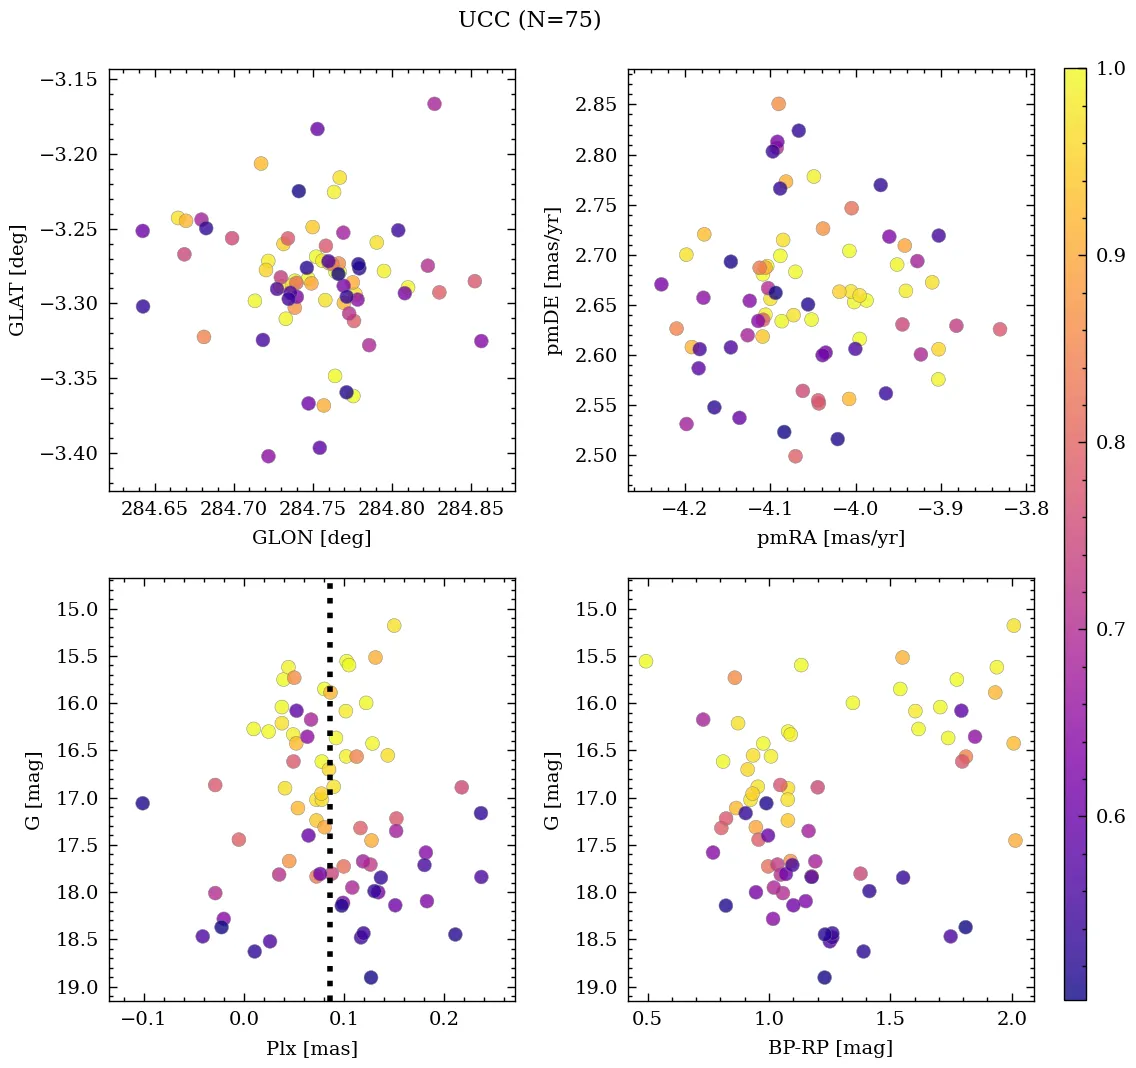 UCC (N=75)
−3.15
−3.20
−3.25
−3.30
−3.35
−3.40
GLAT [deg]
284.65 284.70 284.75 284.80 284.85
GLON [deg]
2.85
2.80
2.75
2.70
2.65
2.60
2.55
2.50
pmDE [mas/yr]
−4.2 −4.1 −4.0 −3.9 −3.8
pmRA [mas/yr]
1.0
0.9
0.8
0.7
0.6
15.0
15.5
16.0
16.5
17.0
17.5
18.0
18.5
19.0
G [mag]
−0.1 0.0 0.1 0.2
Plx [mas]
15.0
15.5
16.0
16.5
17.0
17.5
18.0
18.5
19.0
G [mag]
0.5 1.0 1.5 2.0
BP-RP [mag]